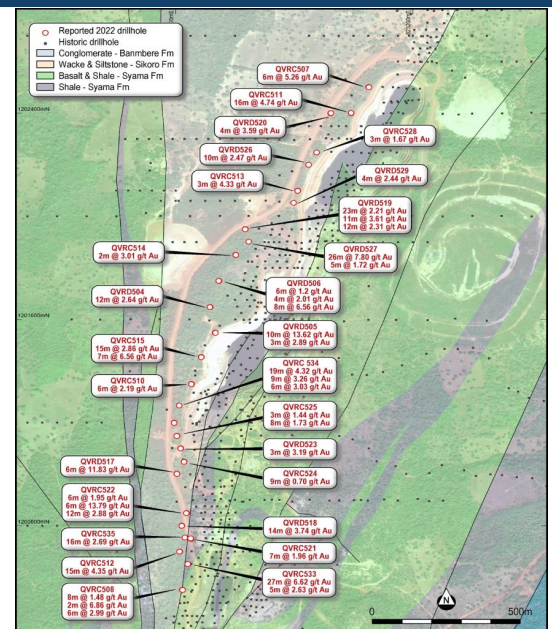 Reported 2022 drillhole
Historic drillhole
Conglomerate - Banmbere Fm
Wacke & Siltstone - Sikoro Fm
Basalt & Shale - Syama Fm
Shale - Syama Fm
QVRC507
6m @ 5.26 g/t Au
QVRC511
16m @ 4.74 g/t Au
1202400mN
QVRD520
4m @ 3.59 g/t Au
QVRC528
3m @ 1.67 g/t Au
QVRD526
10m @ 2.47 g/t Au
QVRD529
4m @ 2.44 g/t Au
QVRC513
3m @ 4.33 g/t Au
QVRD519
23m @ 2.21 g/t Au
11m @ 3.61 g/t Au
12m @ 2.31 g/t Au
QVRC514
2m @ 3.01 g/t Au
QVRD527
26m @ 7.80 g/t Au
5m @ 1.72 g/t Au
QVRD506
6m @ 1.2 g/t Au
4m @ 2.01 g/t Au
8m @ 6.56 g/t Au
QVRD504
12m @ 2.64 g/t Au
1201600mN
QVRD505
10m @ 13.62 g/t Au
3m @ 2.89 g/t Au
QVRC515
15m @ 2.86 g/t Au
7m @ 6.56 g/t Au
QVRC 534
19m @ 4.32 g/t Au
9m @ 3.26 g/t Au
6m @ 3.03 g/t Au
QVRC510
6m @ 2.19 g/t Au
QVRC525
3m @ 1.44 g/t Au
8m @ 1.73 g/t Au
QVRD523
3m @ 3.19 g/t Au
QVRD517
6m @ 11.83 g/t Au
QVRC524
9m @ 0.70 g/t Au
QVRC522
6m @ 1.95 g/t Au
6m @ 13.79 g/t Au
12m @ 2.88 g/t Au
1200800mN
QVRD518
14m @ 3.74 g/t Au
QVRC535
16m @ 2.69 g/t Au
QVRC521
7m @ 1.96 g/t Au
QVRC512
15m @ 4.35 g/t Au
QVRC533
27m @ 6.62 g/t Au
5m @ 2.63 g/t Au
QVRC508
8m @ 1.48 g/t Au
2m @ 6.86 g/t Au
6m @ 2.99 g/t Au
N
0 500m